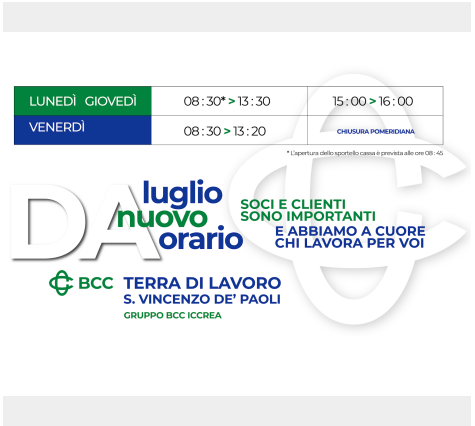 LUNEDÌ GIOVEDÌ 08 : 30* > 13 : 30 15 : 00 > 16 : 00
VENERDÌ 08 : 30 > 13 : 20 CHIUSURA POMERIDIANA
* L'apertura dello sportello cassa è prevista alle ore 08 : 45
DA
luglio
nuovo
orario
SOCI E CLIENTI
SONO IMPORTANTI
E ABBIAMO A CUORE
CHI LAVORA PER VOI
BCC TERRA DI LAVORO
S. VINCENZO DE' PAOLI
GRUPPO BCC ICCREA